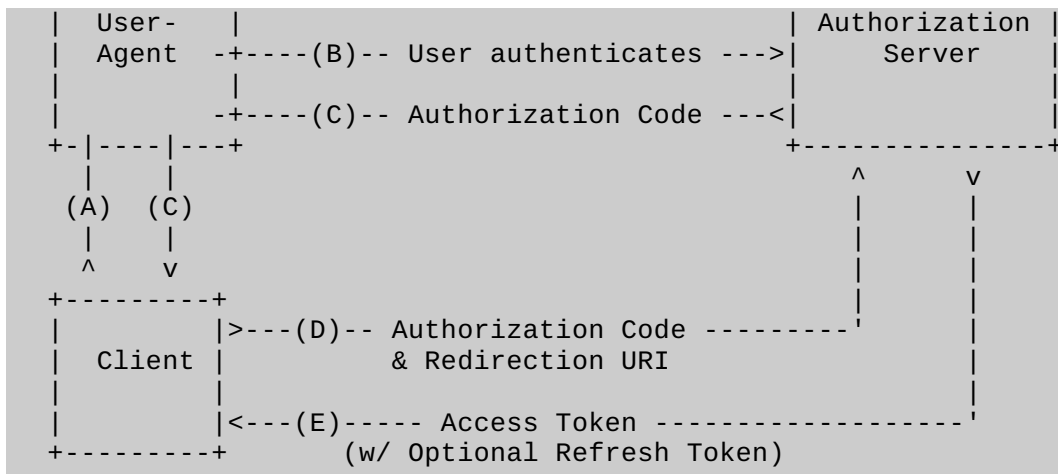 |  User-   |                                 | Authorization |
|  Agent  -+----(B)-- User authenticates --->|     Server    |
|          |                                 |               |
|         -+----(C)-- Authorization Code ---<|               |
+-|----|---+                                 +---------------+
  |    |                                         ^      v
 (A)  (C)                                        |      |
  |    |                                         |      |
  ^    v                                         |      |
+---------+                                      |      |
|         |>---(D)-- Authorization Code ---------'      |
|  Client |          & Redirection URI                  |
|         |                                             |
|         |<---(E)----- Access Token -------------------'
+---------+       (w/ Optional Refresh Token)